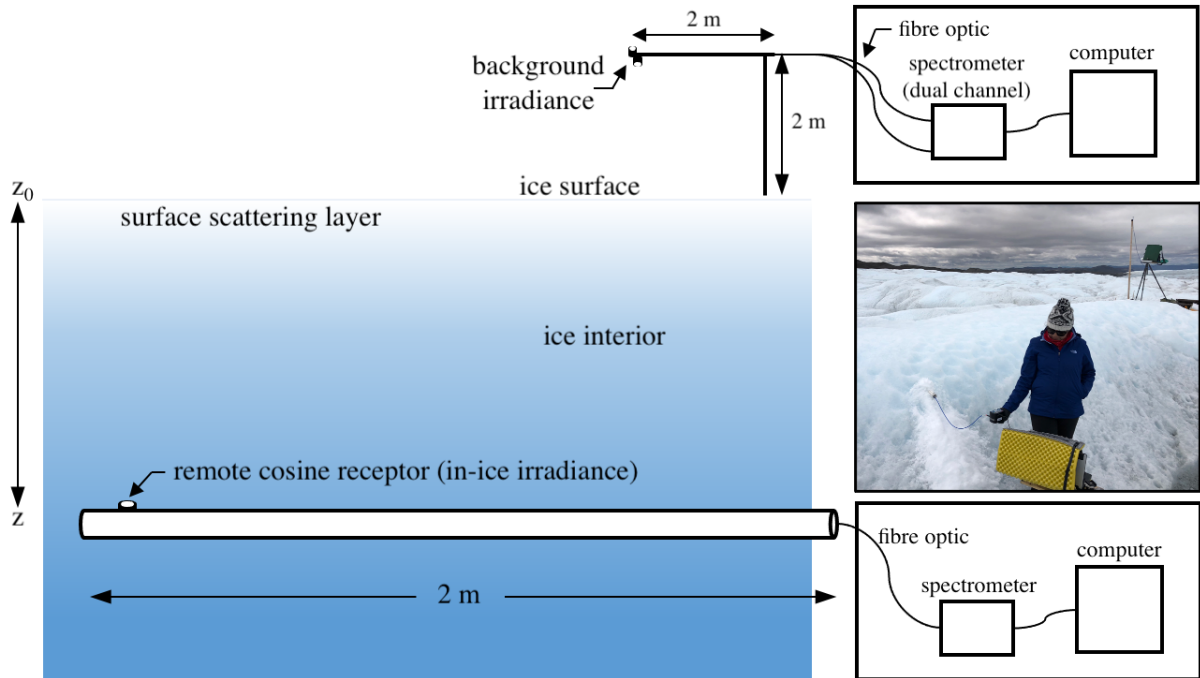 2 m
fibre optic
computer
spectrometer
(dual channel)
background
irradiance
2 m
z0
ice surface
surface scattering layer
ice interior
remote cosine receptor (in-ice irradiance)
z
2 m
fibre optic
computer
spectrometer